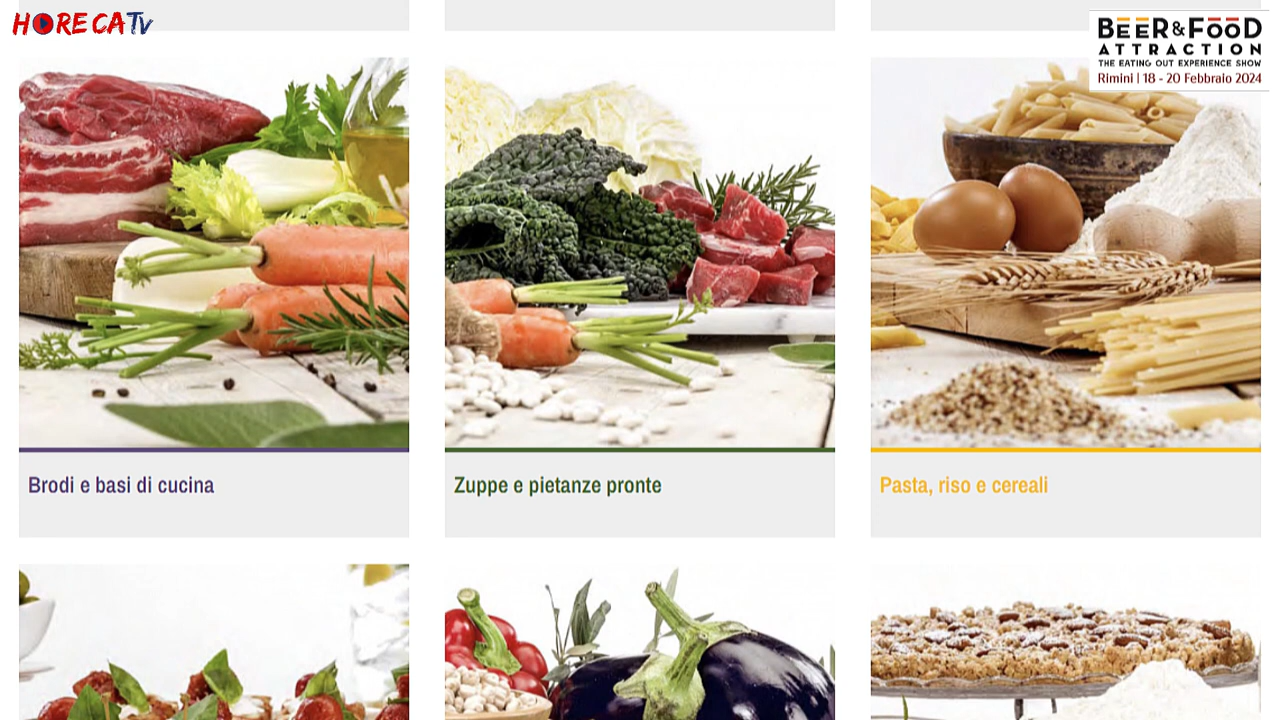 HORECATV
BEER&FOOD
ATTRACTION
THE EATING OUT EXPERIENCE SHOW
Rimini | 18 - 20 Febbraio 2024
Brodi e basi di cucina
Zuppe e pietanze pronte
Pasta, riso e cereali